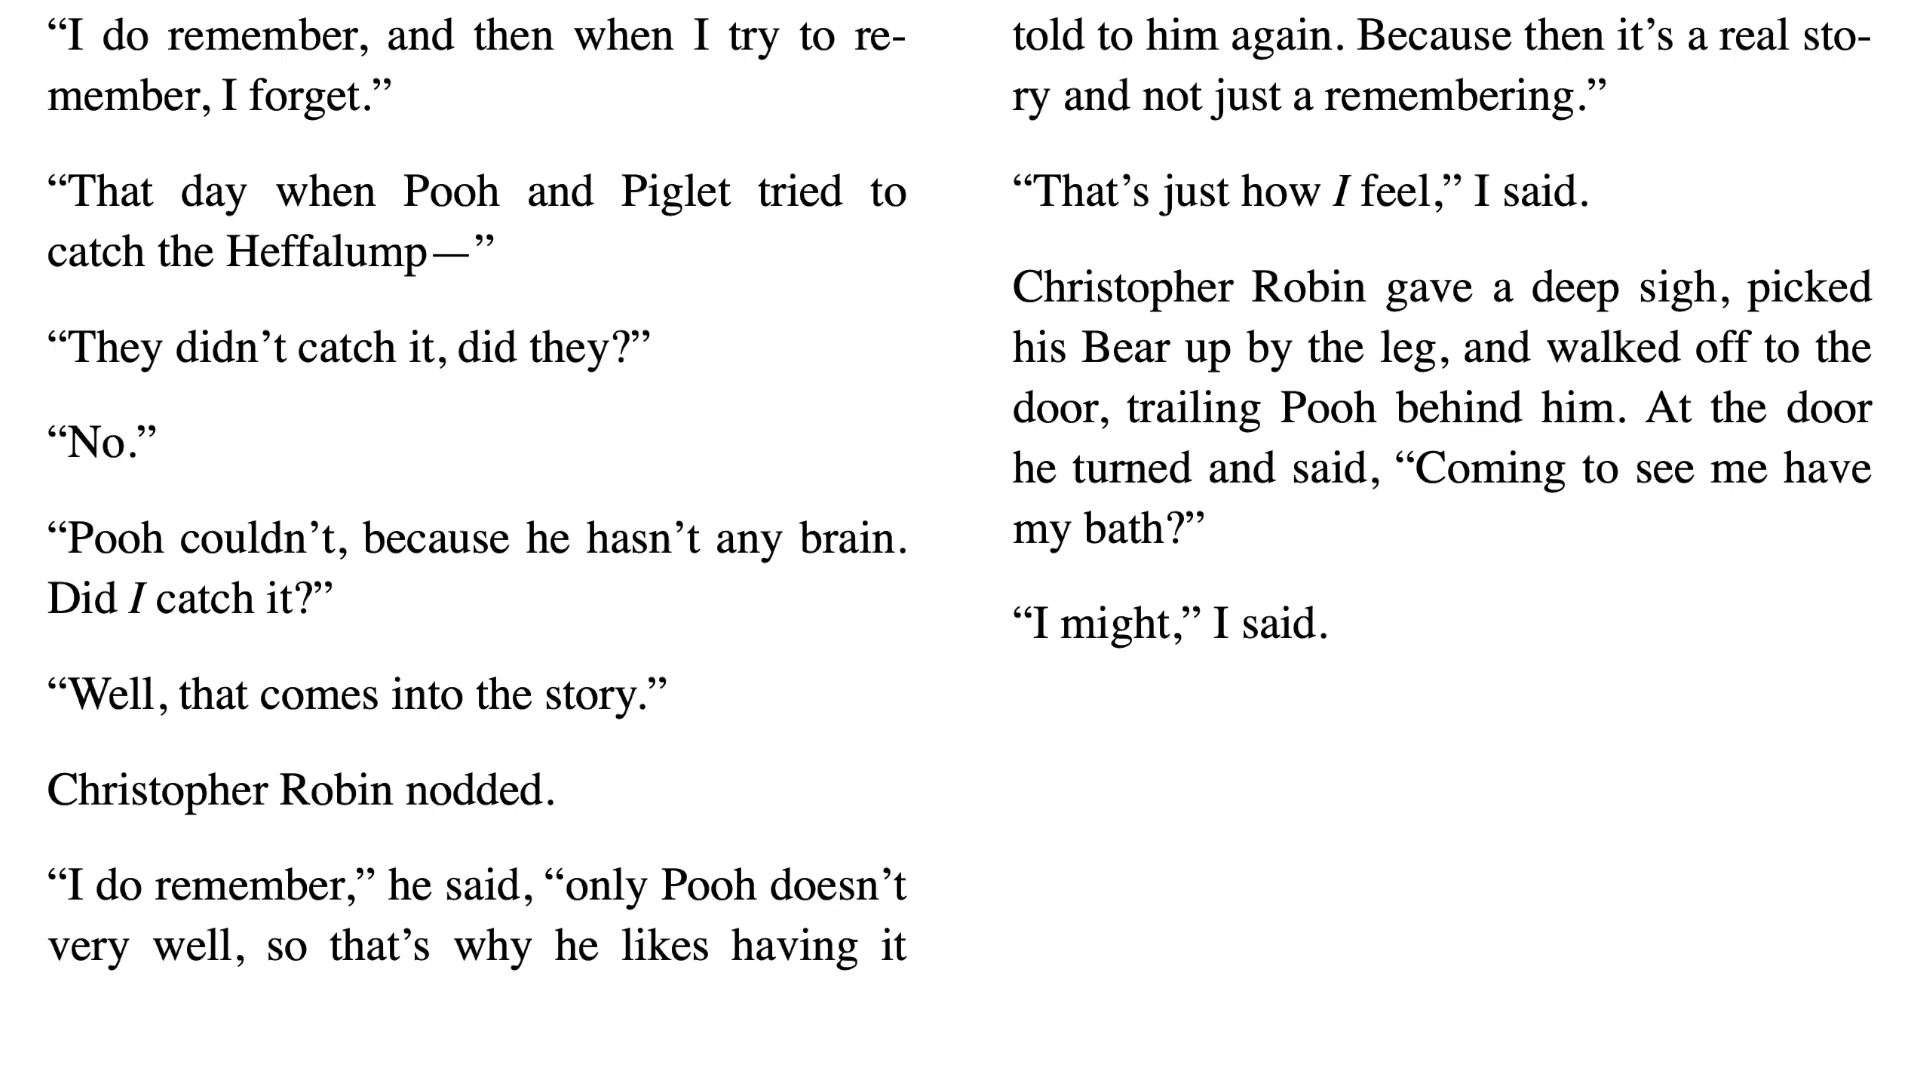 “I do remember, and then when I try to re-
member, I forget.”
“That day when Pooh and Piglet tried to
catch the Heffalump—”
“They didn’t catch it, did they?”
“No.”
“Pooh couldn’t, because he hasn’t any brain.
Did I catch it?”
“Well, that comes into the story.”
Christopher Robin nodded.
“I do remember,” he said, “only Pooh doesn’t
very well, so that’s why he likes having it
told to him again. Because then it’s a real sto-
ry and not just a remembering.”
“That’s just how I feel,” I said.
Christopher Robin gave a deep sigh, picked
his Bear up by the leg, and walked off to the
door, trailing Pooh behind him. At the door
he turned and said, “Coming to see me have
my bath?”
“I might,” I said.